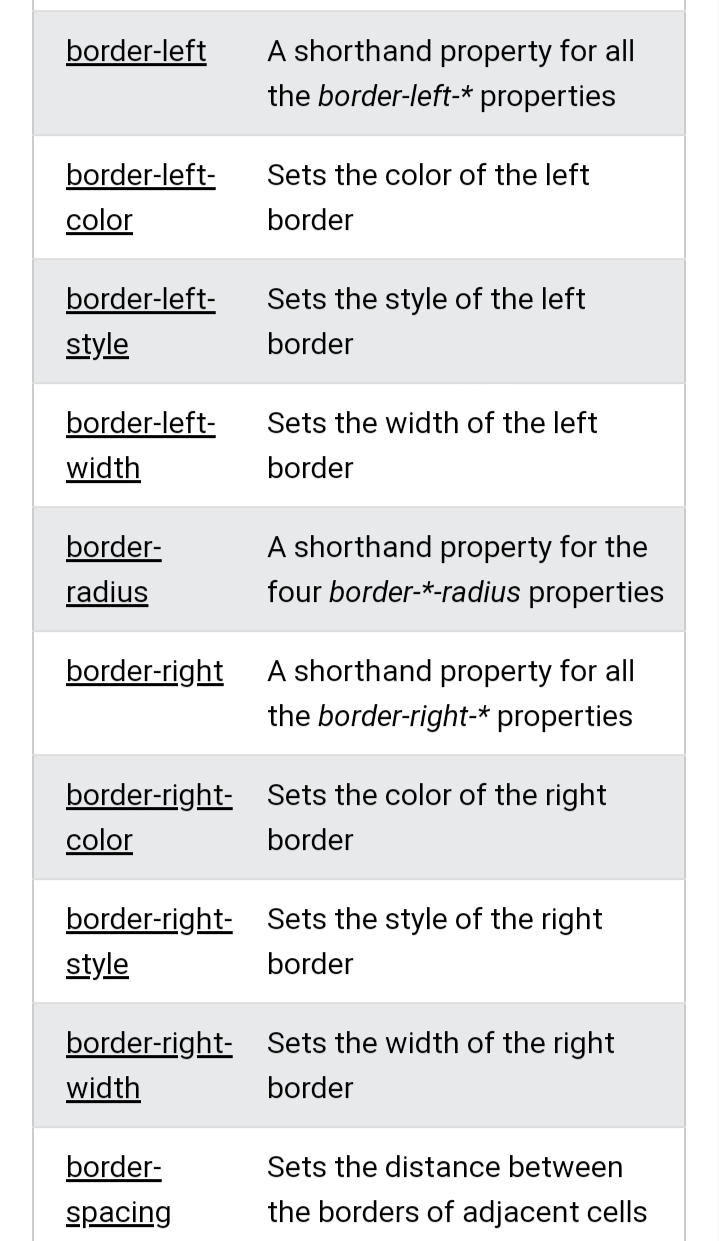 border-left A shorthand property for all
the border-left-* properties
border-left- Sets the color of the left
color border
border-left- Sets the style of the left
style border
border-left- Sets the width of the left
width border
border- A shorthand property for the
radius four border-*-radius properties
border-right A shorthand property for all
the border-right-* properties
border-right- Sets the color of the right
color border
border-right- Sets the style of the right
style border
border-right- Sets the width of the right
width border
border- Sets the distance between
spacing the borders of adjacent cells